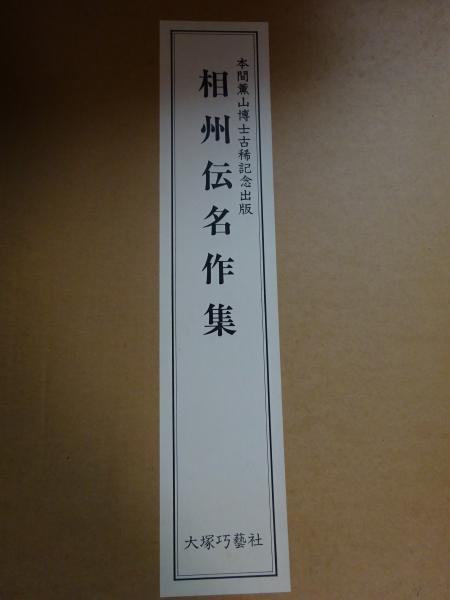 本間薫山博士古稀記念出版
相州伝名作集
大塚巧藝社